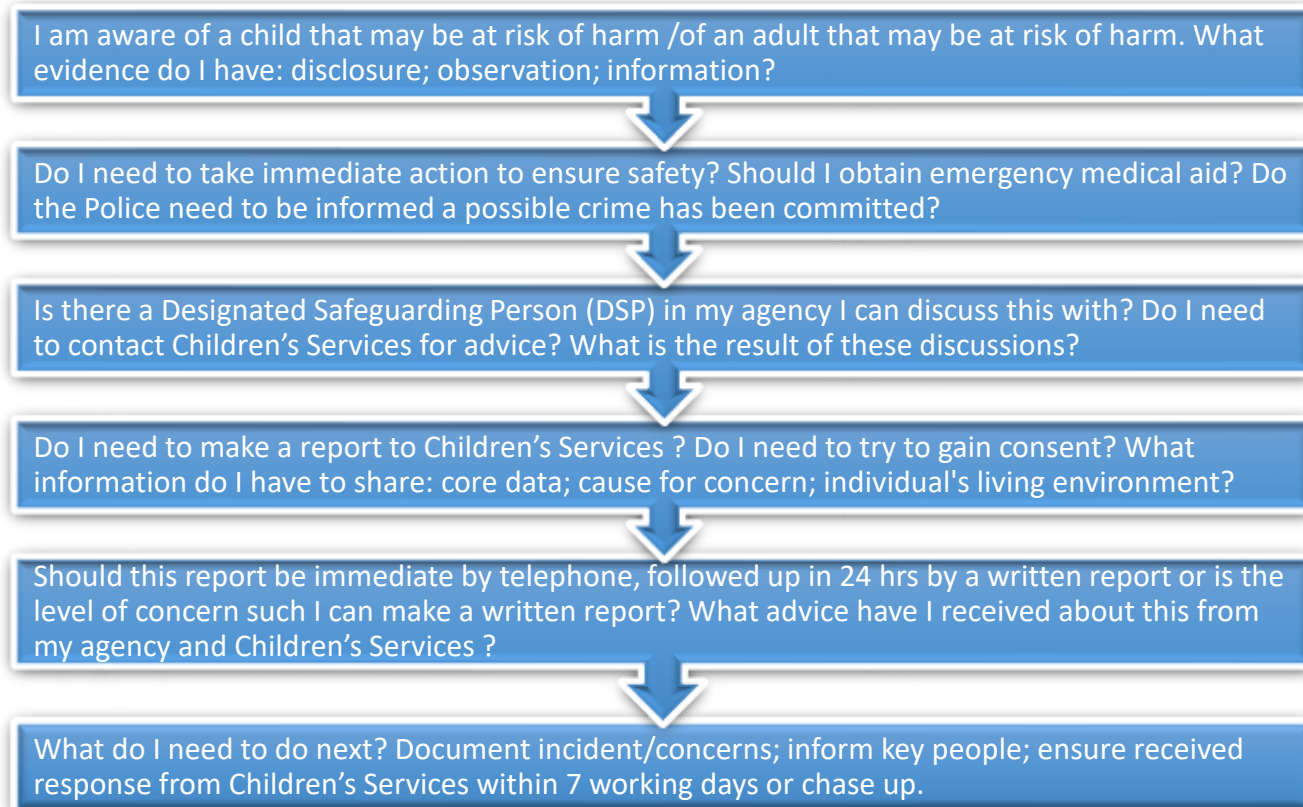 I am aware of a child that may be at risk of harm /of an adult that may be at risk of harm. What
evidence do I have: disclosure; observation; information?
Do I need to take immediate action to ensure safety? Should I obtain emergency medical aid? Do
the Police need to be informed a possible crime has been committed?
Is there a Designated Safeguarding Person (DSP) in my agency I can discuss this with? Do I need
to contact Children’s Services for advice? What is the result of these discussions?
Do I need to make a report to Children’s Services ? Do I need to try to gain consent? What
information do I have to share: core data; cause for concern; individual's living environment?
Should this report be immediate by telephone, followed up in 24 hrs by a written report or is the
level of concern such I can make a written report? What advice have I received about this from
my agency and Children’s Services ?
What do I need to do next? Document incident/concerns; inform key people; ensure received
response from Children’s Services within 7 working days or chase up.